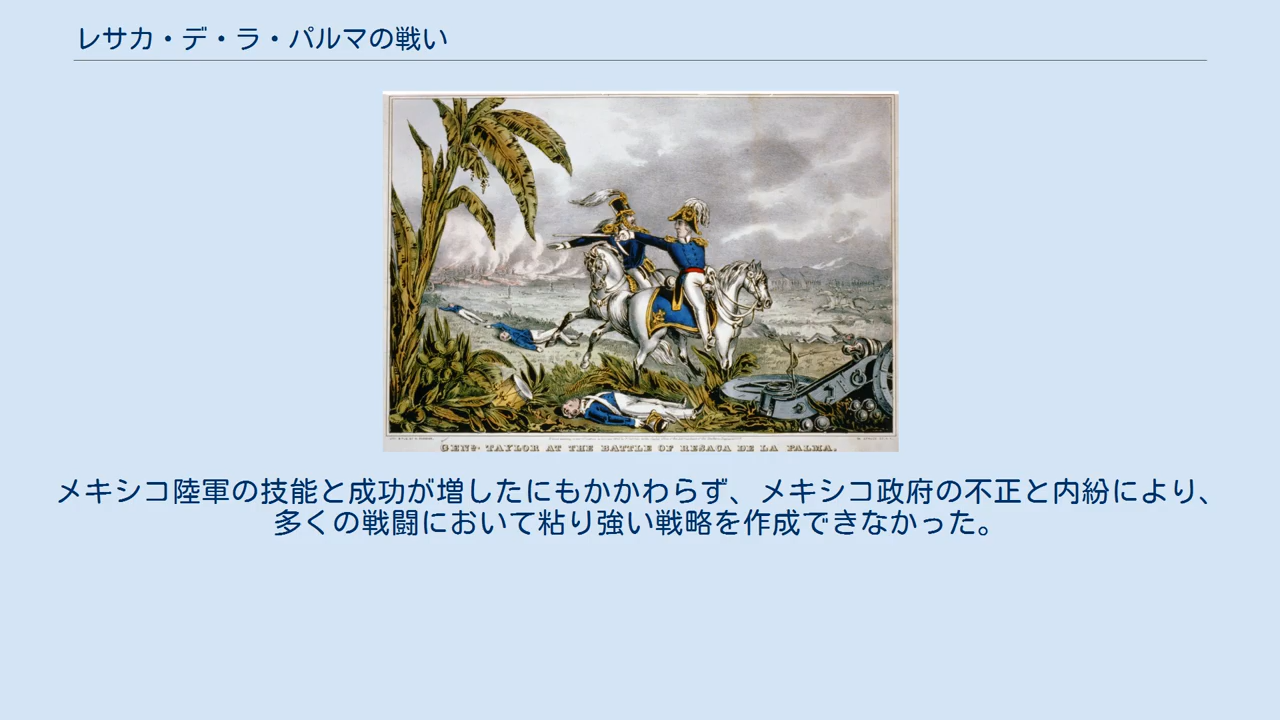 レサカ・デ・ラ・パルマの戦い
GENL. TAYLOR AT THE BATTLE OF RESACA DE LA PALMA.
メキシコ陸軍の技能と成功が増したにもかかわらず、メキシコ政府の不正と内紛により、
多くの戦闘において粘り強い戦略を作成できなかった。